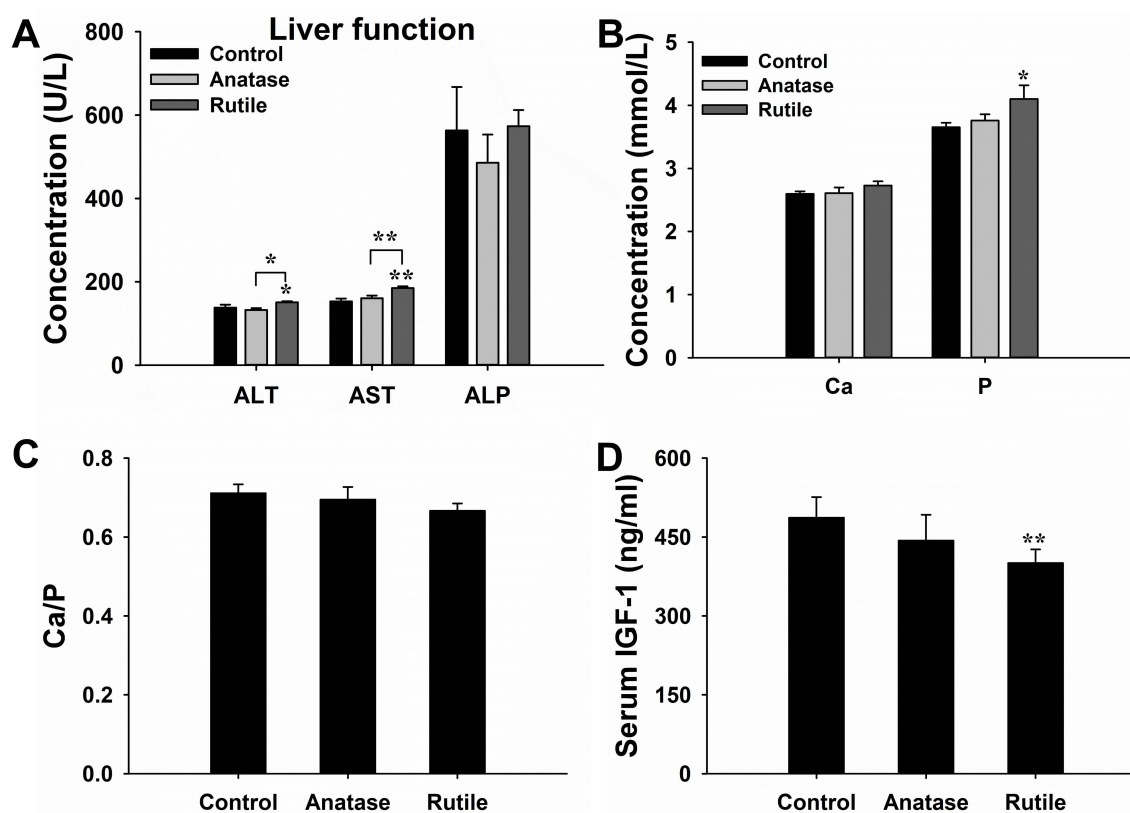 A
Liver function
Control
Anatase
Rutile
Concentration (U/L)
800
600
400
200
0
*
*
**
**
ALT AST ALP
B
Control
Anatase
Rutile
Concentration (mmol/L)
5
4
3
2
1
0
*
Ca P
C
Ca/P
0.8
0.6
0.4
0.2
0.0
Control Anatase Rutile
D
Serum IGF-1 (ng/ml)
600
450
300
150
0
**
Control Anatase Rutile